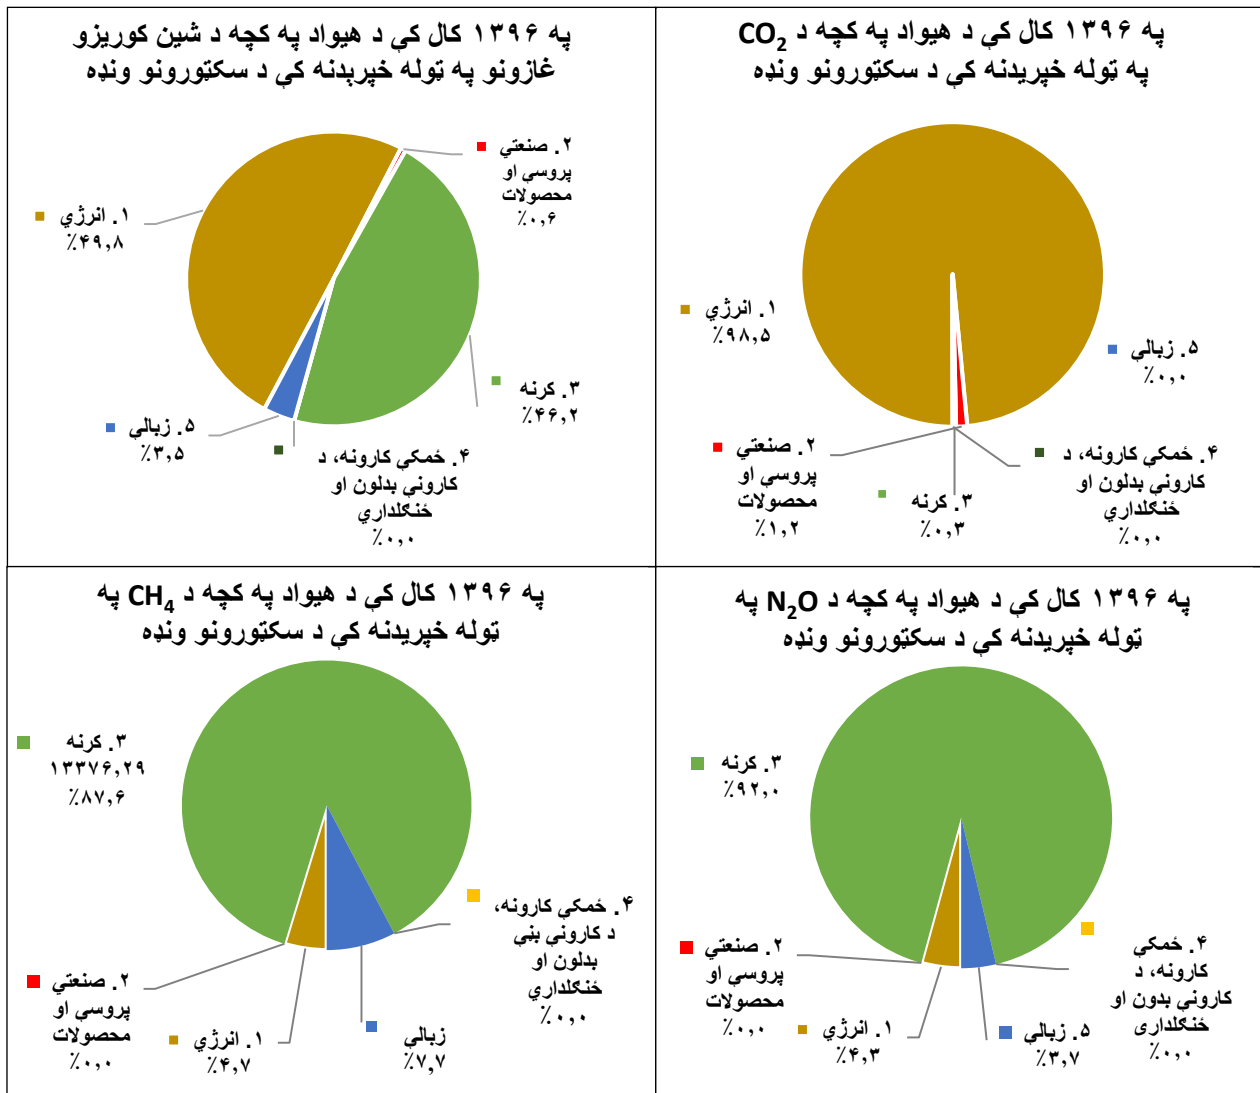 په ۱۳۹۶ کال کې د هیواد په کچه د شین کوریزو
غازونو په ټوله خپرېدنه کې د سکټورونو ونډه
۲. صنعتي
پروسې او
محصولات
٪۰,۶
۱. انرژي
٪۴۹,۸
۳. کرنه
٪۴۶,۲
۵. زبالې
٪۳,۵
۴. ځمکې کارونه، د
کارونې بدلون او
ځنګلداري
٪۰,۰
په ۱۳۹۶ کال کې د هیواد په کچه د CO₂
په ټوله خپریدنه کې د سکټورونو ونډه
۱. انرژي
٪۹۸,۵
۵. زبالې
٪۰,۰
۲. صنعتي
پروسې او
محصولات
٪۱,۲
۳. کرنه
٪۰,۳
۴. ځمکې کارونه، د
کارونې بدلون او
ځنګلداري
٪۰,۰
په ۱۳۹۶ کال کې د هیواد په کچه د CH₄ په
ټوله خپریدنه کې د سکټورونو ونډه
۳. کرنه
۱۳۳۷۶,۲۹
٪۸۷,۶
۴. ځمکې کارونه،
د کارونې بڼې
بدلون او
ځنګلداري
٪۰,۰
۲. صنعتي
پروسې او
محصولات
٪۰,۰
۱. انرژي
٪۴,۷
زبالې
٪۷,۷
په ۱۳۹۶ کال کې د هیواد په کچه د N₂O په
ټوله خپریدنه کې د سکټورونو ونډه
۳. کرنه
٪۹۲,۰
۲. صنعتي
پروسې او
محصولات
٪۰,۰
۱. انرژي
٪۴,۳
۵. زبالې
٪۳,۷
۴. ځمکې
کارونه، د
کارونې بدون او
ځنګلداری
٪۰,۰